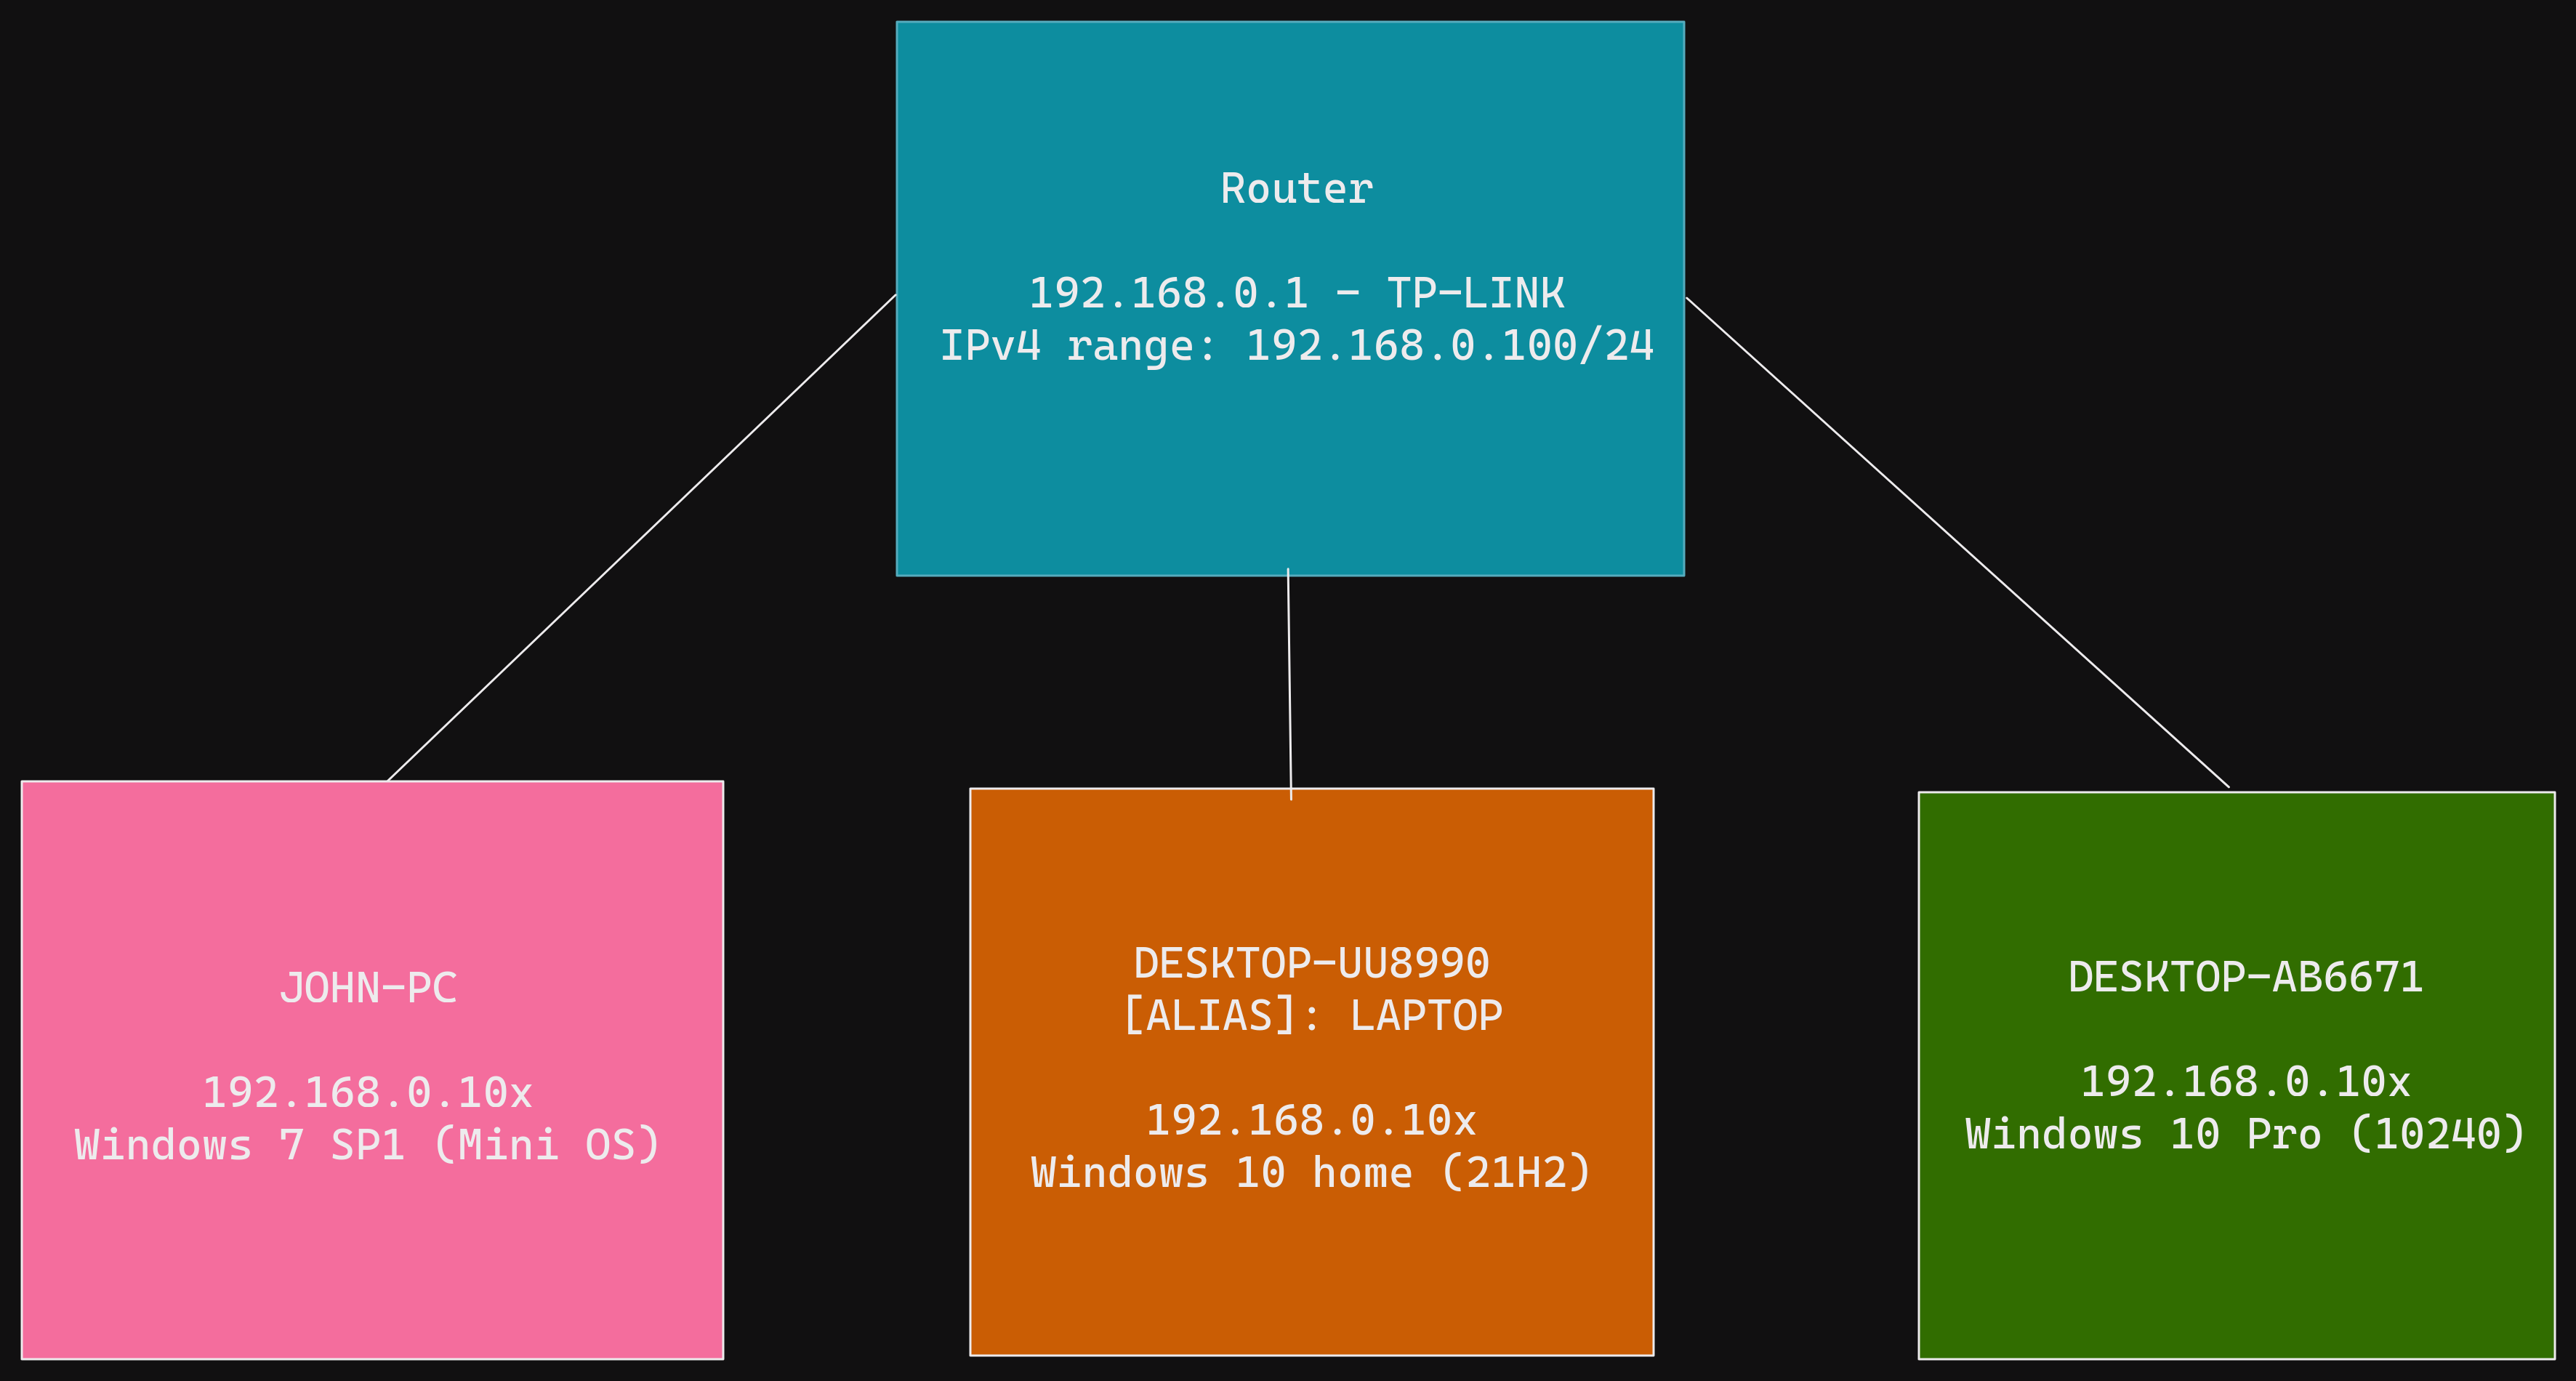 Router
192.168.0.1 - TP-LINK
IPv4 range: 192.168.0.100/24
JOHN-PC
192.168.0.10x
Windows 7 SP1 (Mini OS)
DESKTOP-UU8990
[ALIAS]: LAPTOP
192.168.0.10x
Windows 10 home (21H2)
DESKTOP-AB6671
192.168.0.10x
Windows 10 Pro (10240)